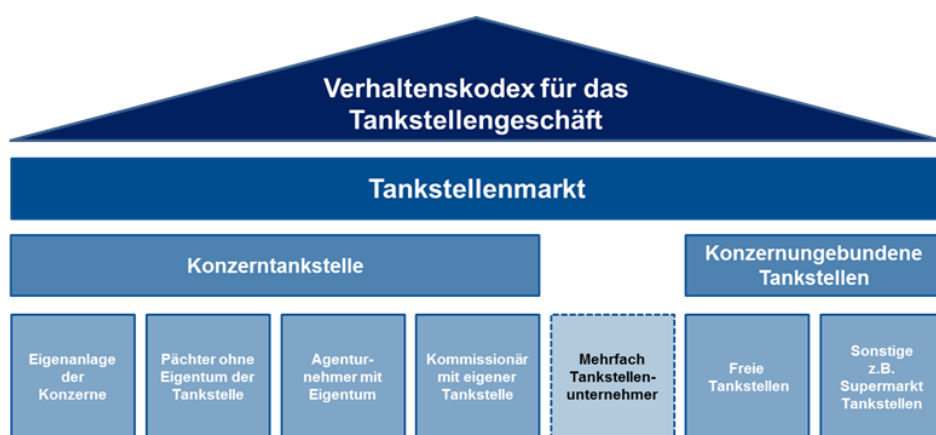 Verhaltenskodex für das
Tankstellengeschäft
Tankstellenmarkt
Konzerntankstelle
Konzernungebundene
Tankstellen
Eigenanlage
der
Konzerne
Pächter ohne
Eigentum der
Tankstelle
Agentur-
nehmer mit
Eigentum
Kommissionär
mit eigener
Tankstelle
Mehrfach
Tankstellen-
unternehmer
Freie
Tankstellen
Sonstige
z.B.
Supermarkt
Tankstellen